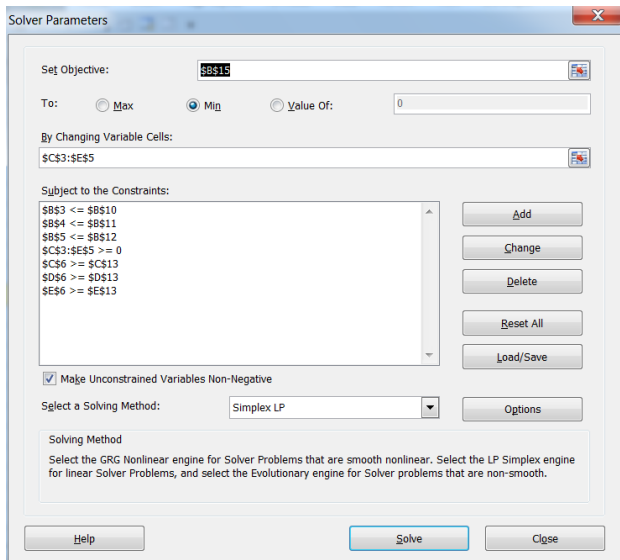 Solver Parameters
Set Objective:
$B$15
To:
Max
Min
Value Of:
0
By Changing Variable Cells:
$C$3:$E$5
Subject to the Constraints:
$B$3 <= $B$10
$B$4 <= $B$11
$B$5 <= $B$12
$C$3:$E$5 >= 0
$C$6 >= $C$13
$D$6 >= $D$13
$E$6 >= $E$13
Add
Change
Delete
Reset All
Load/Save
Make Unconstrained Variables Non-Negative
Select a Solving Method:
Simplex LP
Options
Solving Method
Select the GRG Nonlinear engine for Solver Problems that are smooth nonlinear. Select the LP Simplex engine
for linear Solver Problems, and select the Evolutionary engine for Solver problems that are non-smooth.
Help
Solve
Close